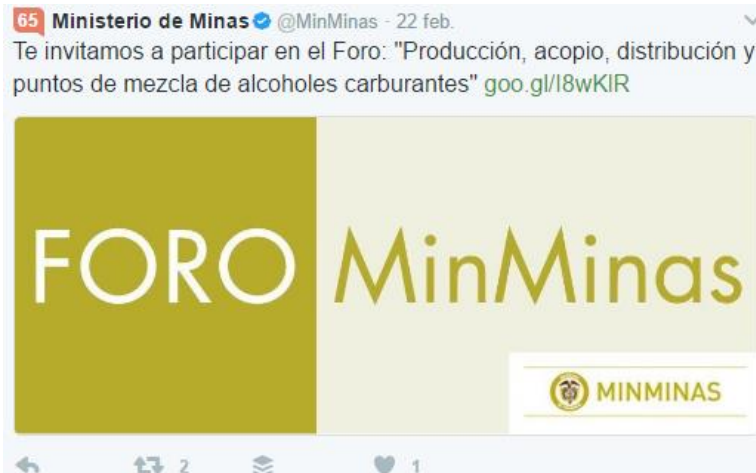 65 Ministerio de Minas @MinMinas · 22 feb.
Te invitamos a participar en el Foro: "Producción, acopio, distribución y
puntos de mezcla de alcoholes carburantes" goo.gl/I8wKlR
FORO MinMinas
MINMINAS
2 1